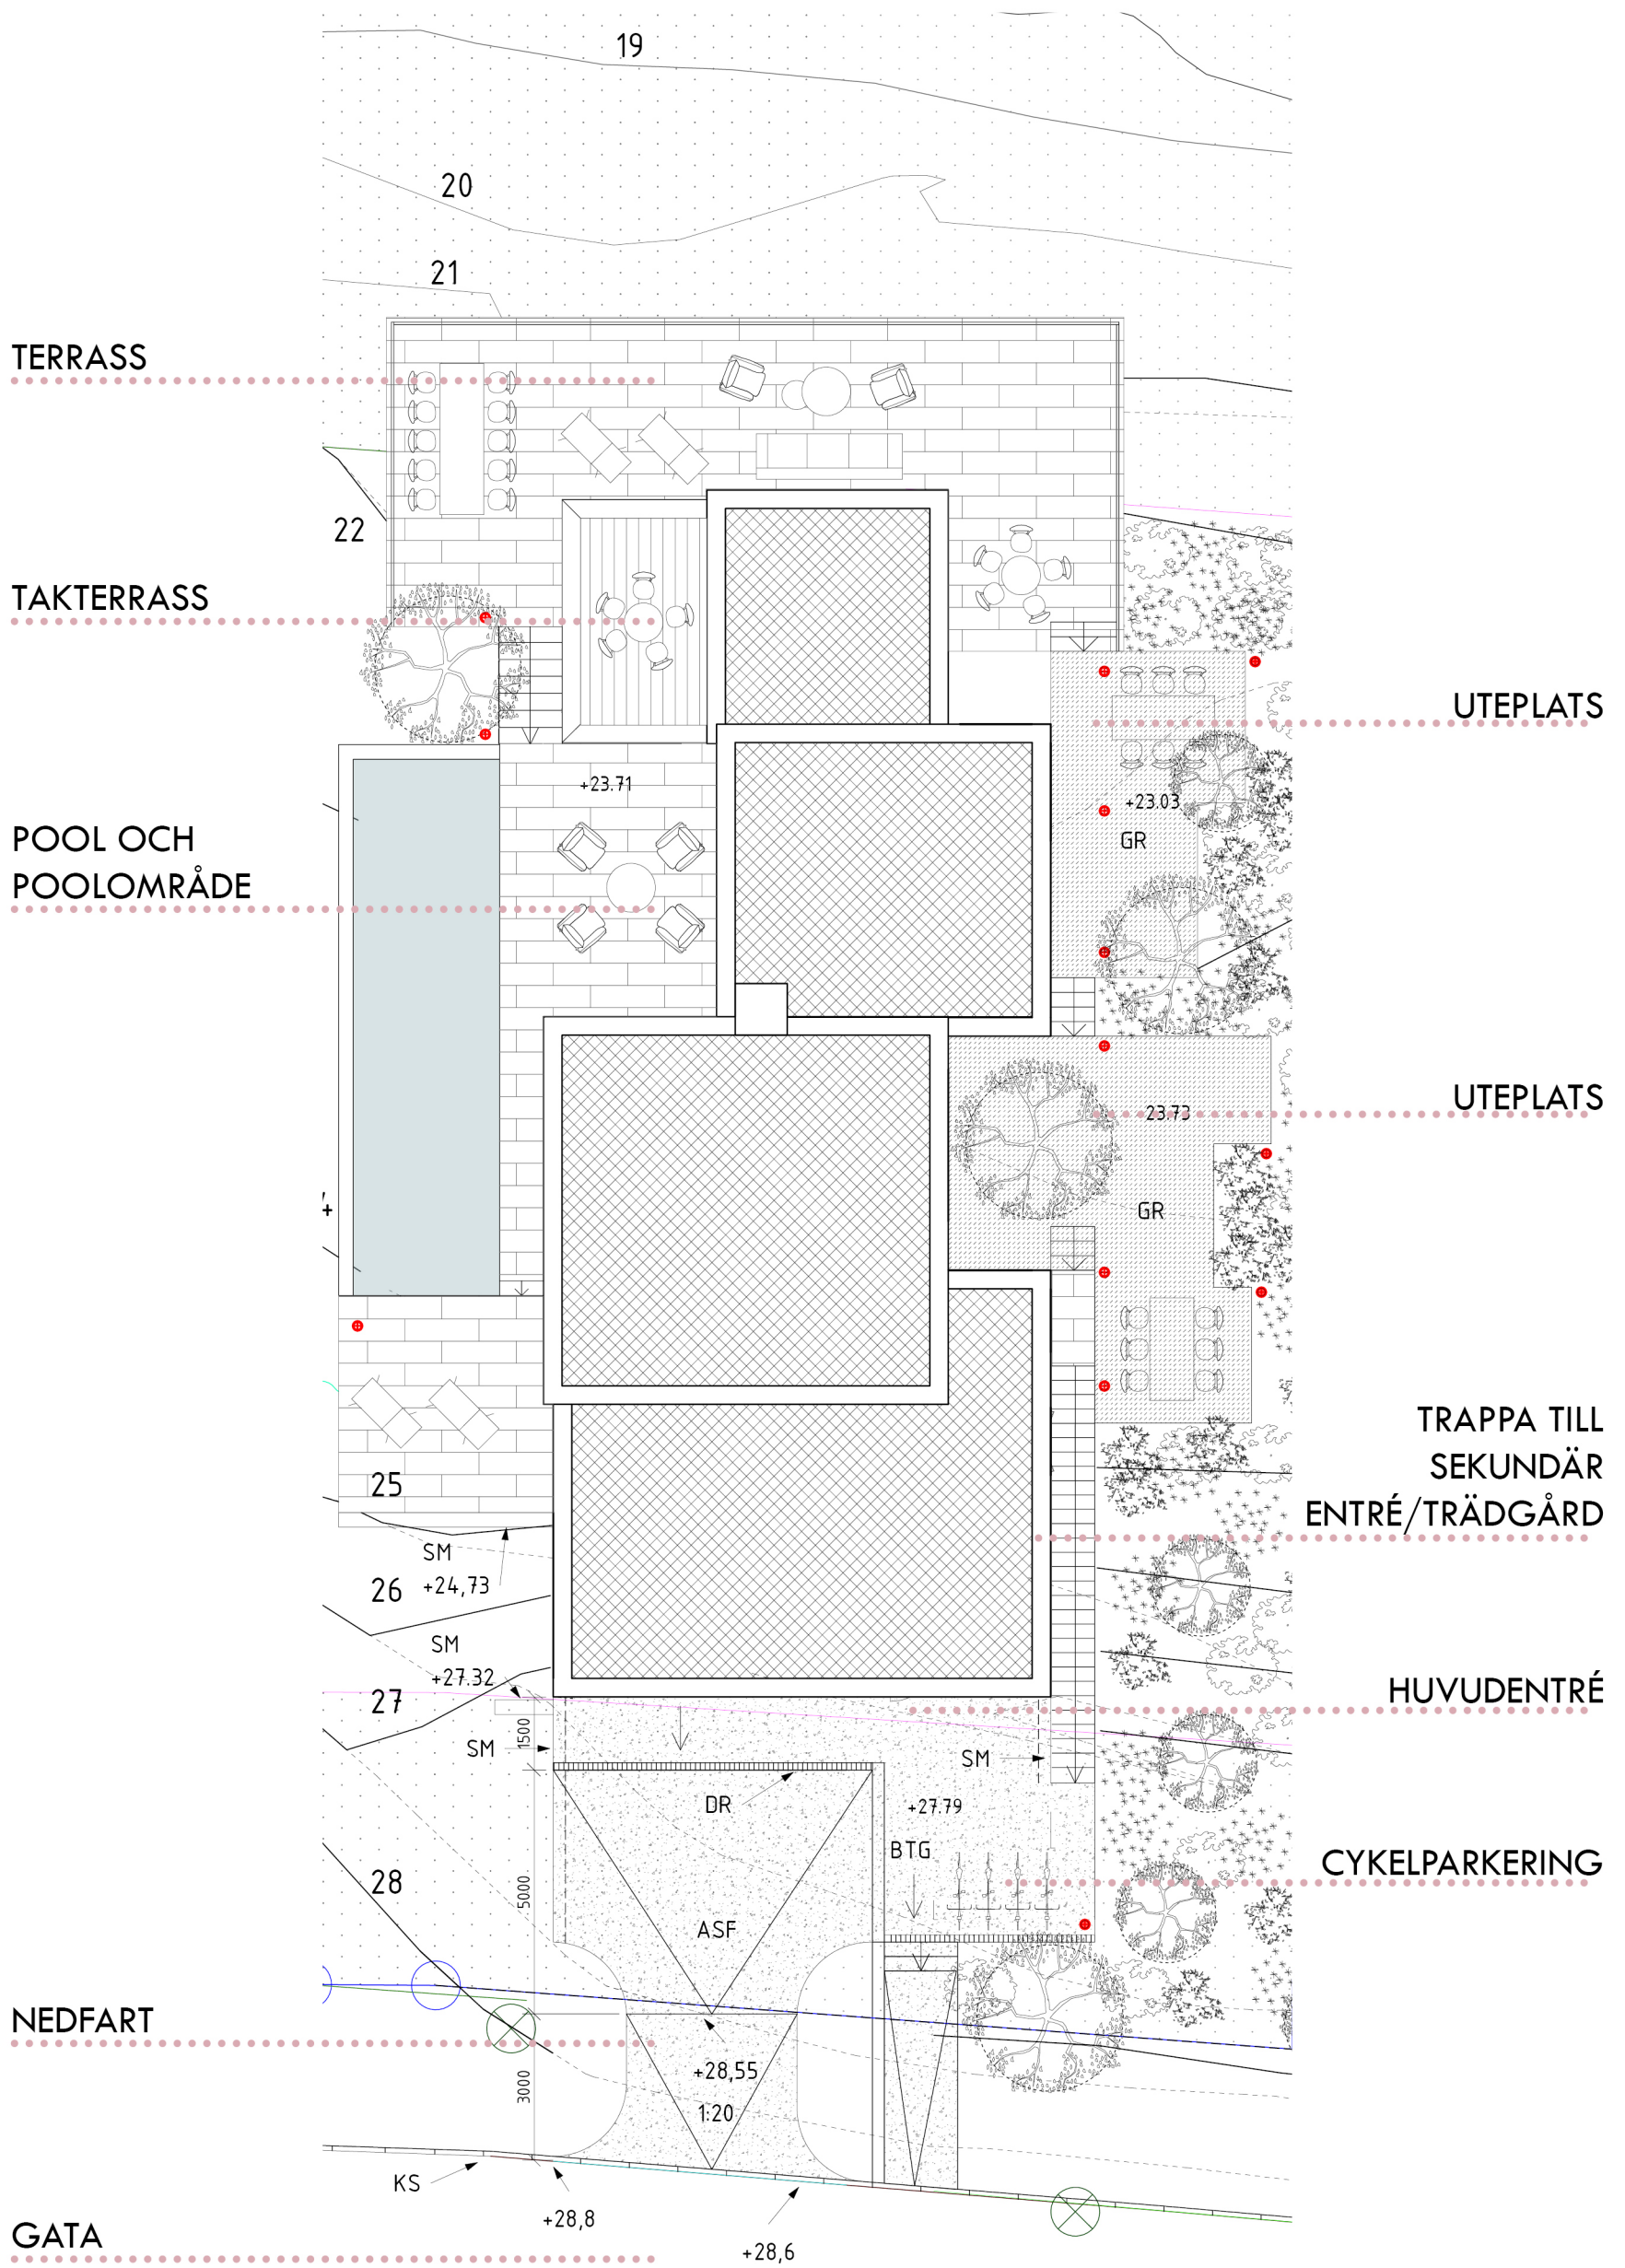 19
20
21
TERRASS
22
TAKTERRASS
UTEPLATS
+23.71
+23.03
GR
POOL OCH
POOLOMRÅDE
UTEPLATS
23.73
GR
TRAPPA TILL
SEKUNDÄR
ENTRÉ/TRÄDGÅRD
25
SM
+24,73
26
SM
+27.32
27
HUVUDENTRÉ
1500
SM
SM
DR
+27.79
BTG
CYKELPARKERING
28
5000
ASF
NEDFART
+28,55
3000
1:20
KS
+28,8
GATA
+28,6